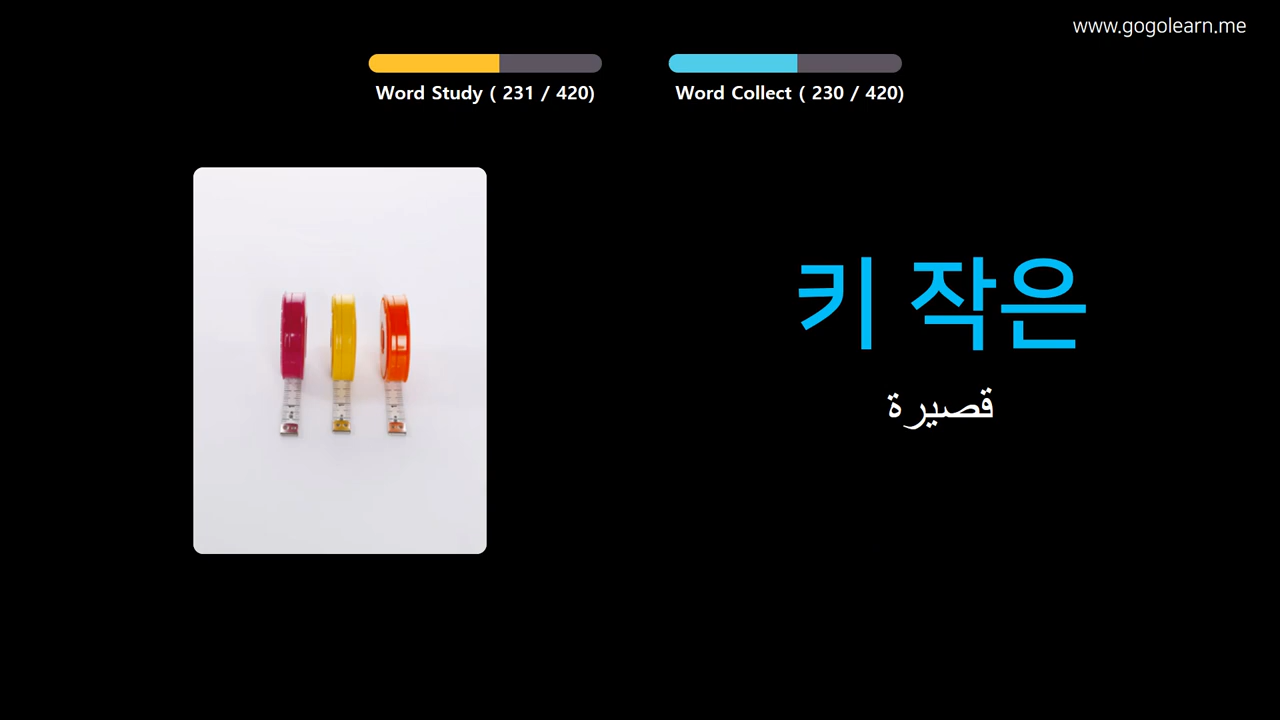 www.gogolearn.me
Word Study ( 231 / 420)
Word Collect ( 230 / 420)
키 작은
قصيرة